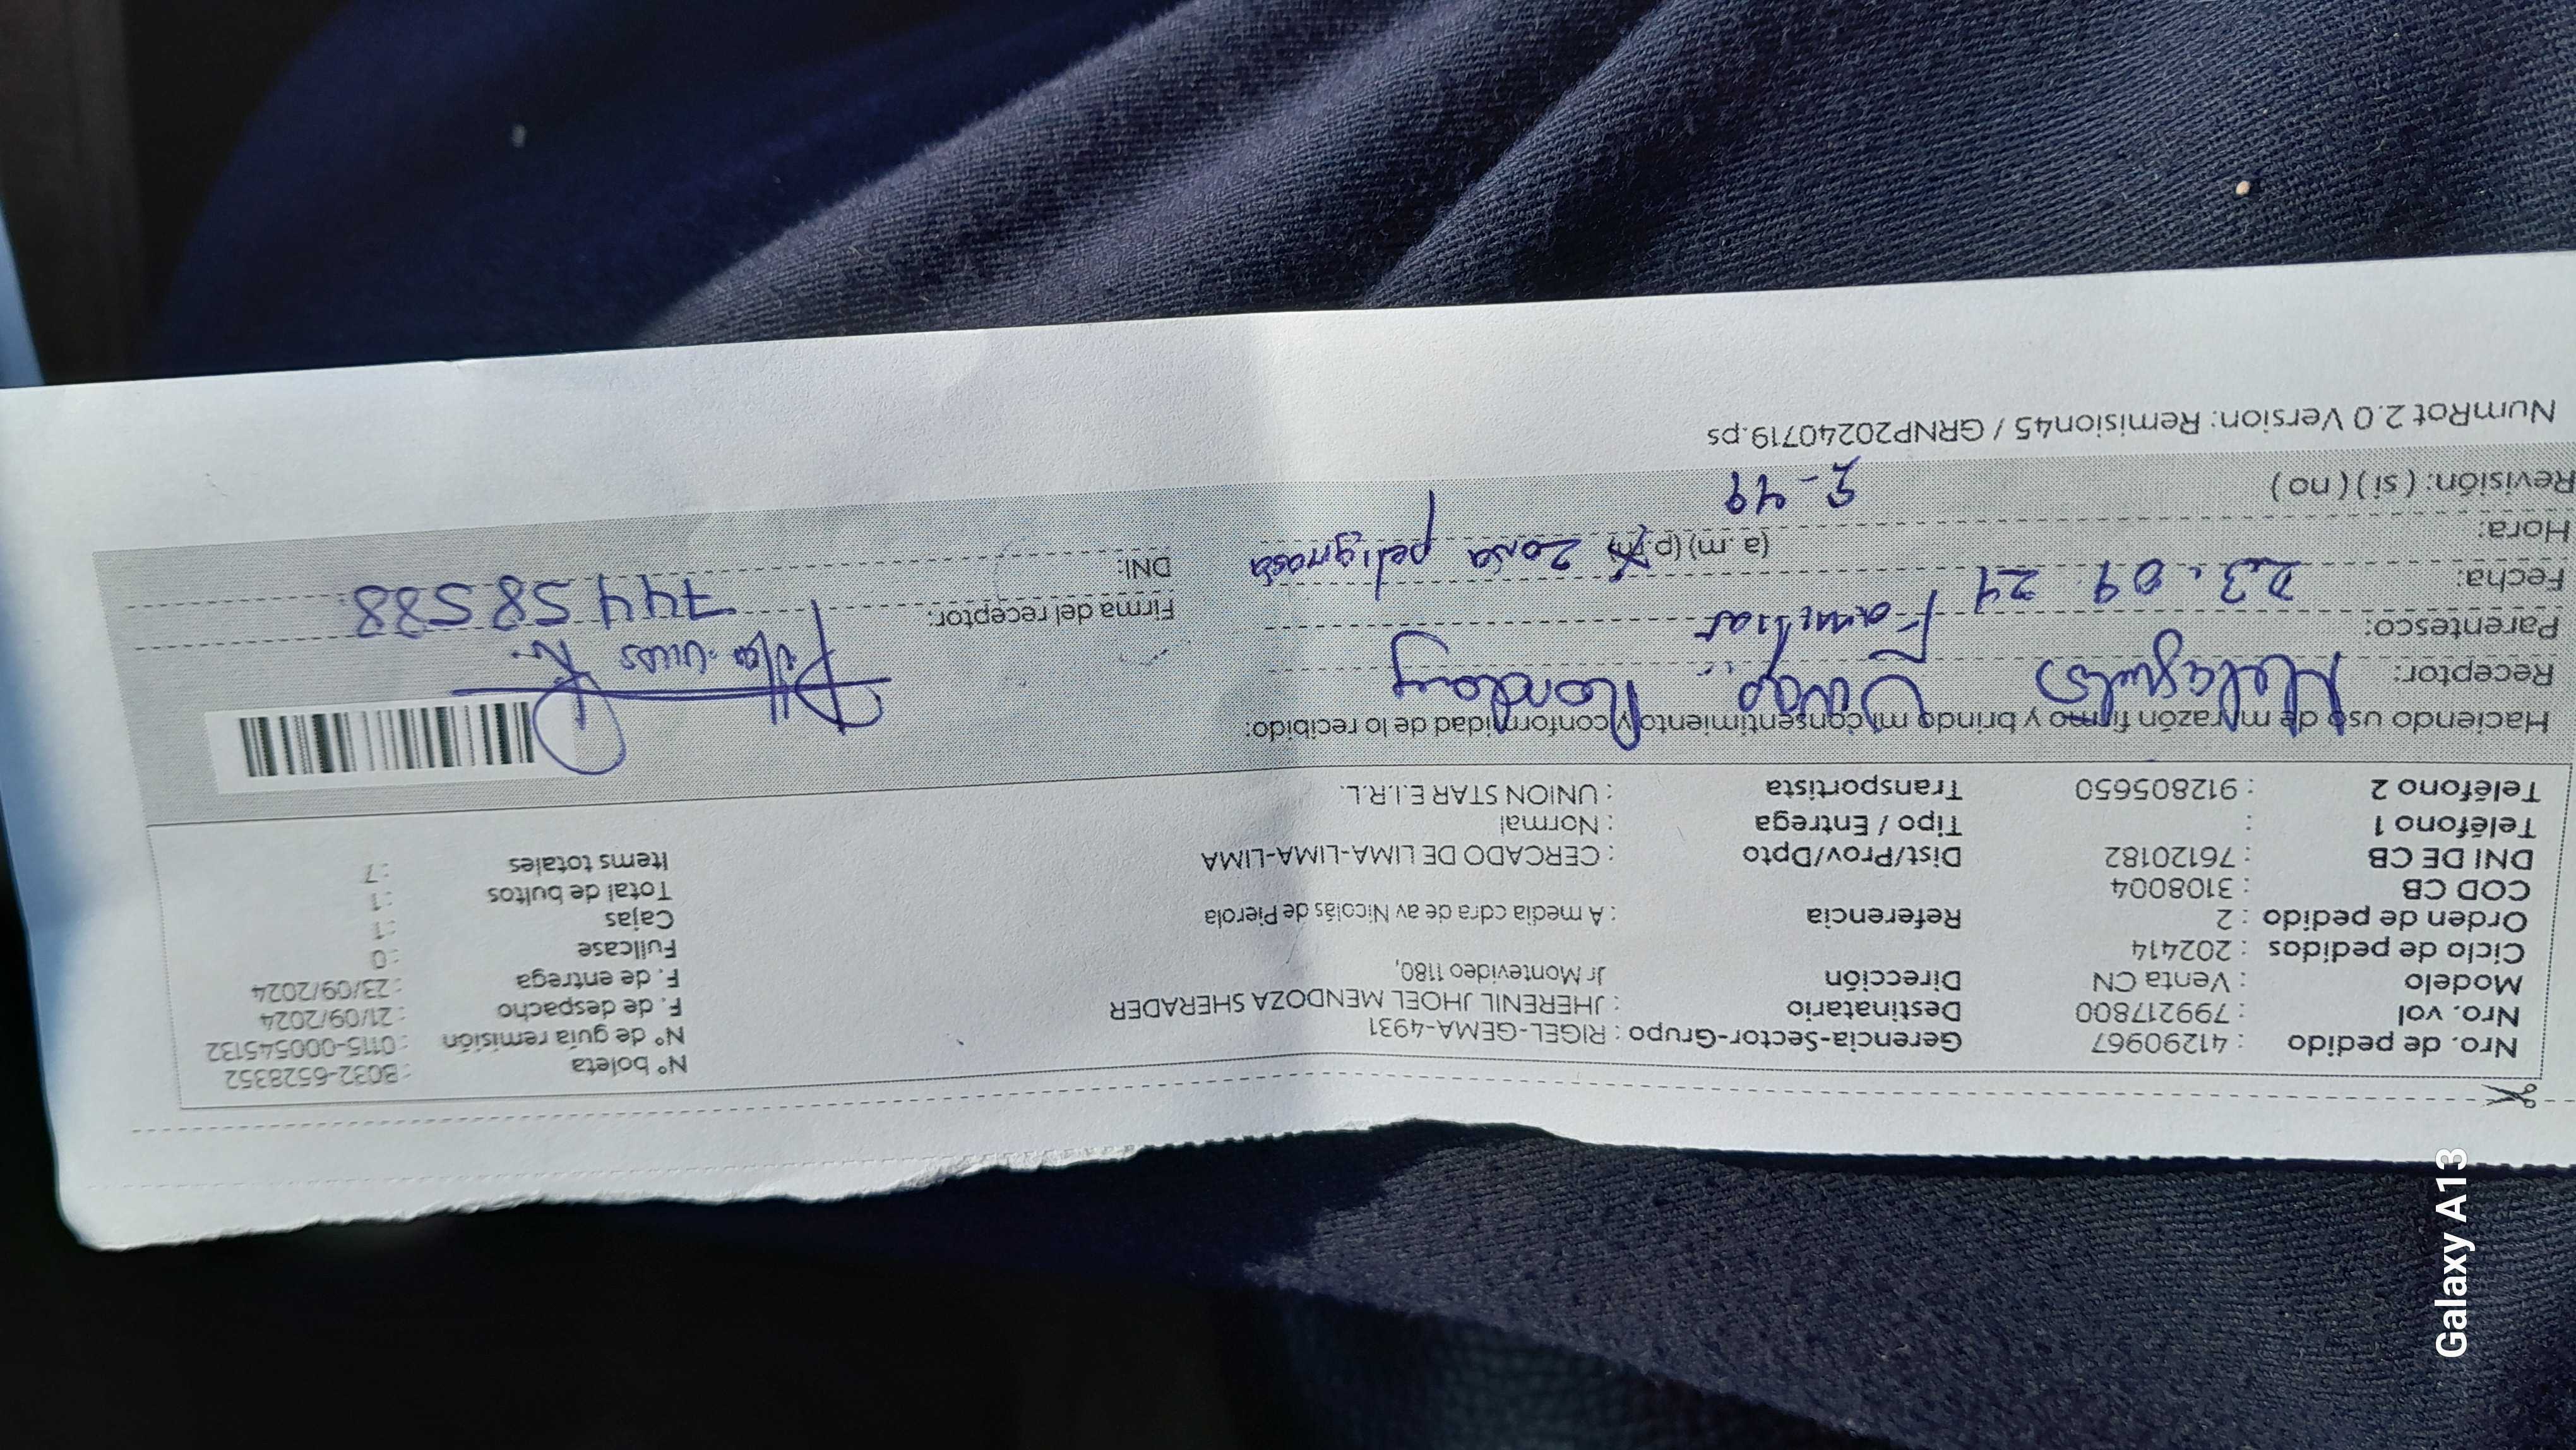 Nro. de pedido : 41290967 Gerencia-Sector-Grupo : RIGEL-GEMA-4931 N° boleta : B032-6528352
Nro. vol : 799217800 Destinatario : JHERENIL JHOEL MENDOZA SHERADER N° de guía remisión : 0115-000545132
Modelo : Venta CN Dirección Jr Montevideo 1180, F. de despacho : 21/09/2024
Ciclo de pedidos : 202414 F. de entrega : 23/09/2024
Orden de pedido : 2 Referencia : A media cdra de av Nicolás de Pierola Fullcase : 0
COD CB : 3108004 Cajas : 1
DNI DE CB : 76120182 Dist/Prov/Dpto : CERCADO DE LIMA-LIMA-LIMA Total de bultos : 1
Teléfono 1 : Tipo / Entrega : Normal Items totales : 7
Teléfono 2 : 912805650 Transportista : UNION STAR E.I.R.L.
Haciendo uso de mi razón firmo y brindo mi consentimiento y conformidad de lo recibido:
Receptor:
Parentesco: Familiar Firma del receptor:
Fecha: 23.09 24 DNI: 74458588
Hora: (a.m) (p.m) zona peligrosa
Revisión: ( si ) ( no )
NumRot 2.0 Version: Remision45 / GRNP20240719.ps
Galaxy A13